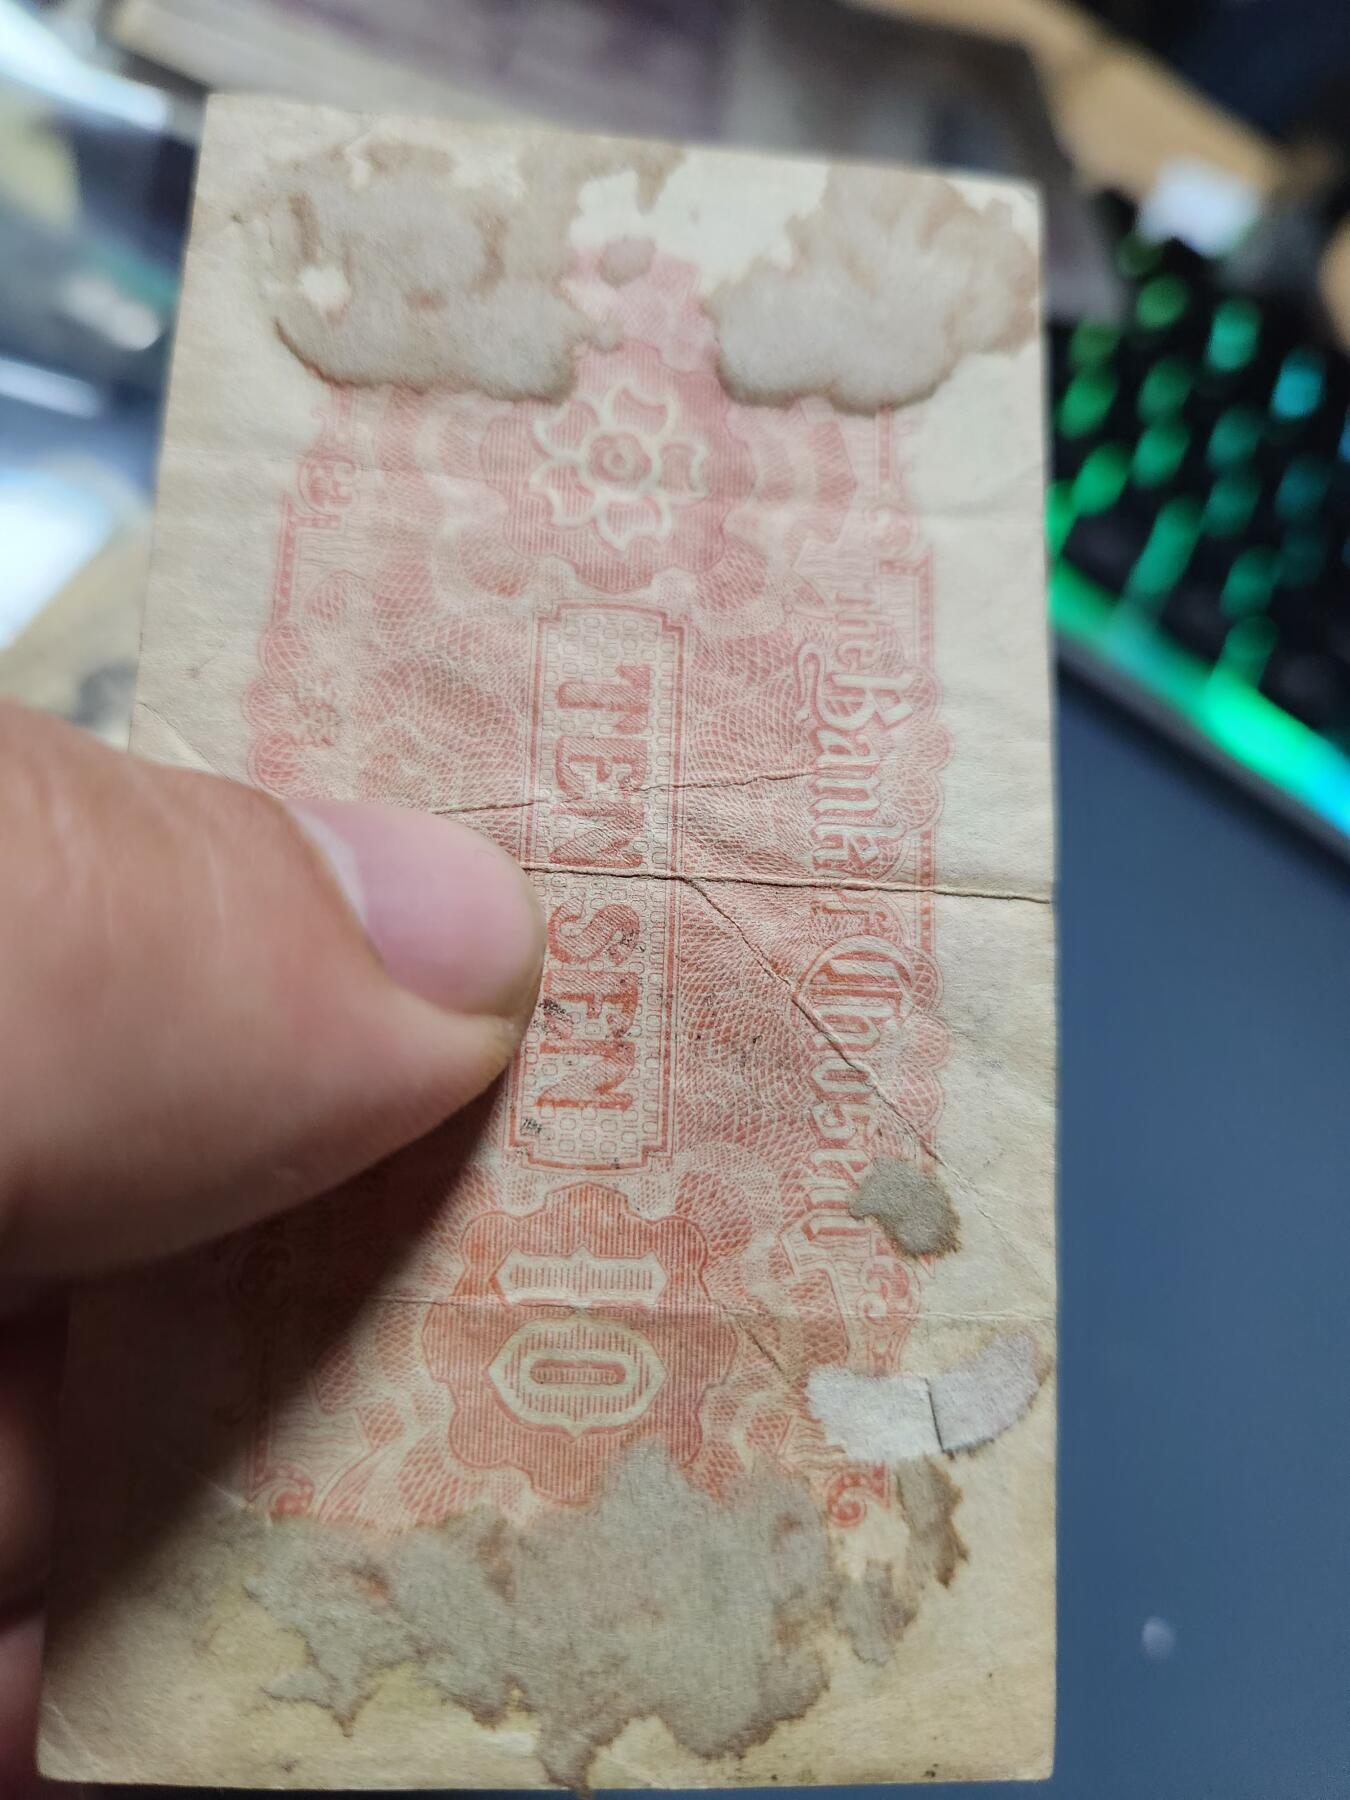 The Bank of Chosen
TEN SEN
10